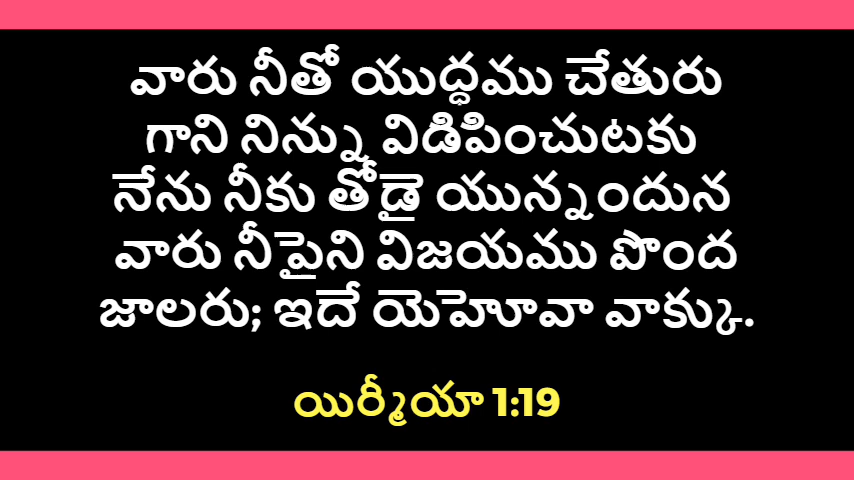 వారు నీతో యుద్ధము చేతురు
గాని నిన్ను విడిపించుటకు
నేను నీకు తోడై యున్నందున
వారు నీపైని విజయము పొంద
జాలరు; ఇదే యెహోవా వాక్కు.
యిర్మీయా 1:19